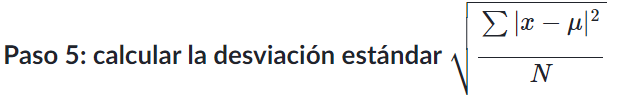 Paso 5: calcular la desviación estándar √(∑|x − μ|² / N)